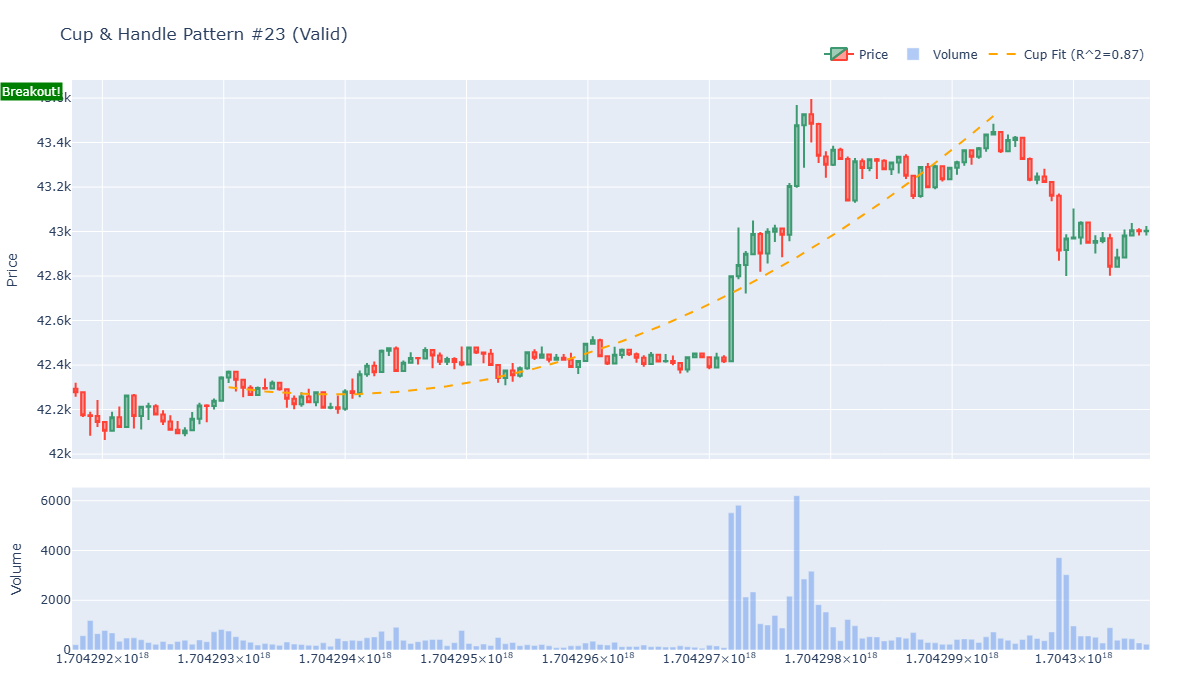 Cup & Handle Pattern #23 (Valid)
Price
Volume
Cup Fit (R^2=0.87)
Breakout!
43.4k
43.2k
43k
42.8k
42.6k
42.4k
42.2k
42k
Price
6000
4000
2000
0
Volume
1.704292×10¹⁸
1.704293×10¹⁸
1.704294×10¹⁸
1.704295×10¹⁸
1.704296×10¹⁸
1.704297×10¹⁸
1.704298×10¹⁸
1.704299×10¹⁸
1.7043×10¹⁸